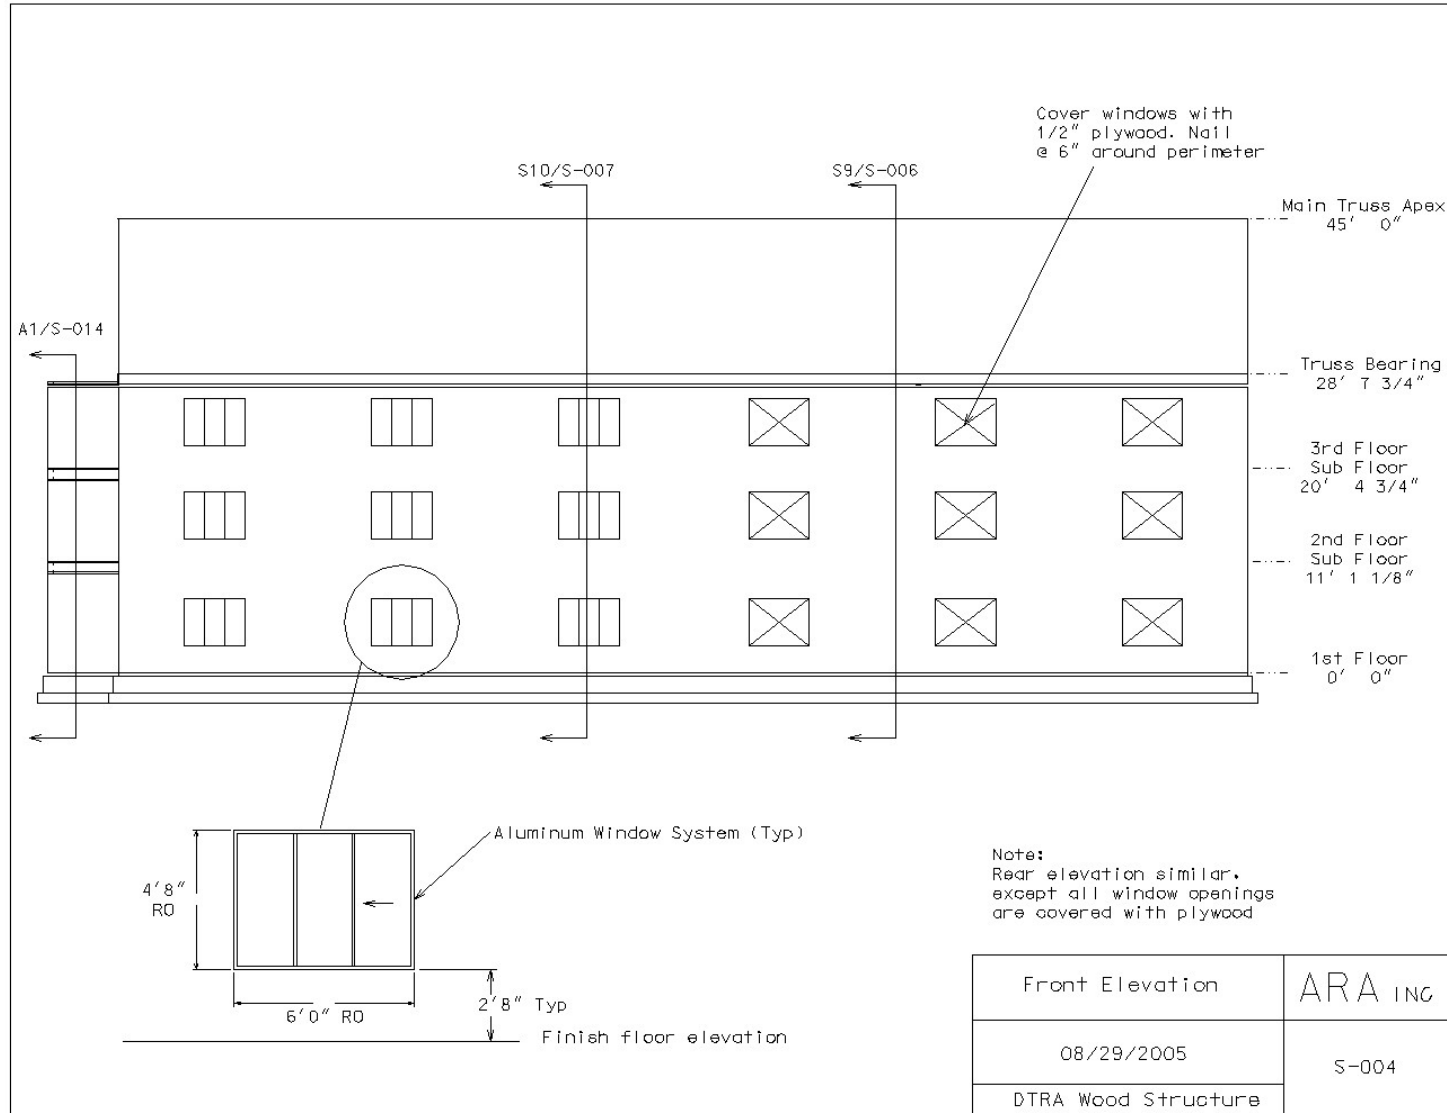 Cover windows with
1/2" plywood. Nail
@ 6" around perimeter
S10/S-007
S9/S-006
Main Truss Apex
45' 0"
A1/S-014
Truss Bearing
28' 7 3/4"
3rd Floor
Sub Floor
20' 4 3/4"
2nd Floor
Sub Floor
11' 1 1/8"
1st Floor
0' 0"
Aluminum Window System (Typ)
4'8"
RO
6'0" RO
2'8" Typ
Finish floor elevation
Note:
Rear elevation similar.
except all window openings
are covered with plywood
Front Elevation
ARA INC
08/29/2005
S-004
DTRA Wood Structure